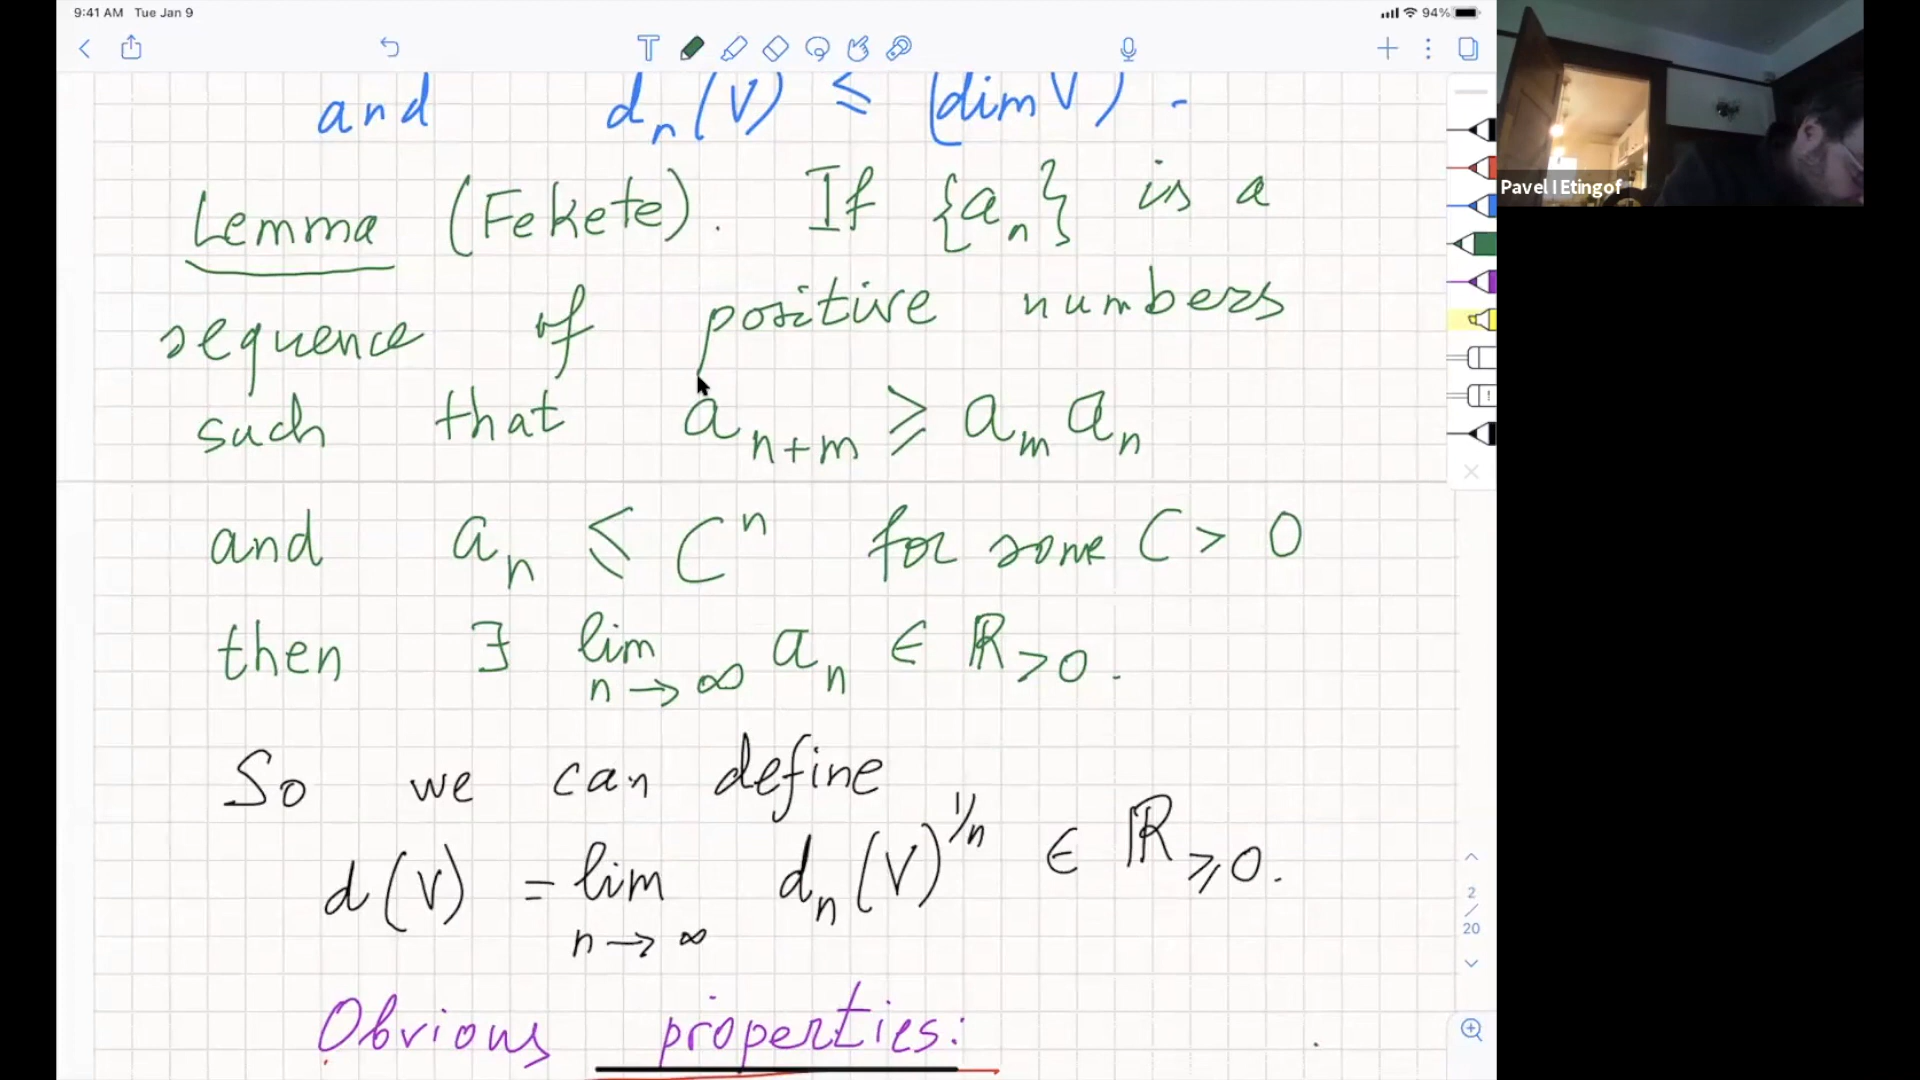 9:41 AM Tue Jan 9
94%
Pavel I Etingof
and d_n(V) ≤ (dim V) .
Lemma (Fekete). If {a_n} is a
sequence of positive numbers
such that a_{n+m} ≥ a_m a_n
and a_n ≤ C^n for some C > 0
then ∃ lim_{n→∞} a_n ∈ ℝ_{>0}.
So we can define
d(V) = lim_{n→∞} d_n(V)^{1/n} ∈ ℝ_{≥0}.
Obvious properties:
2
/
20